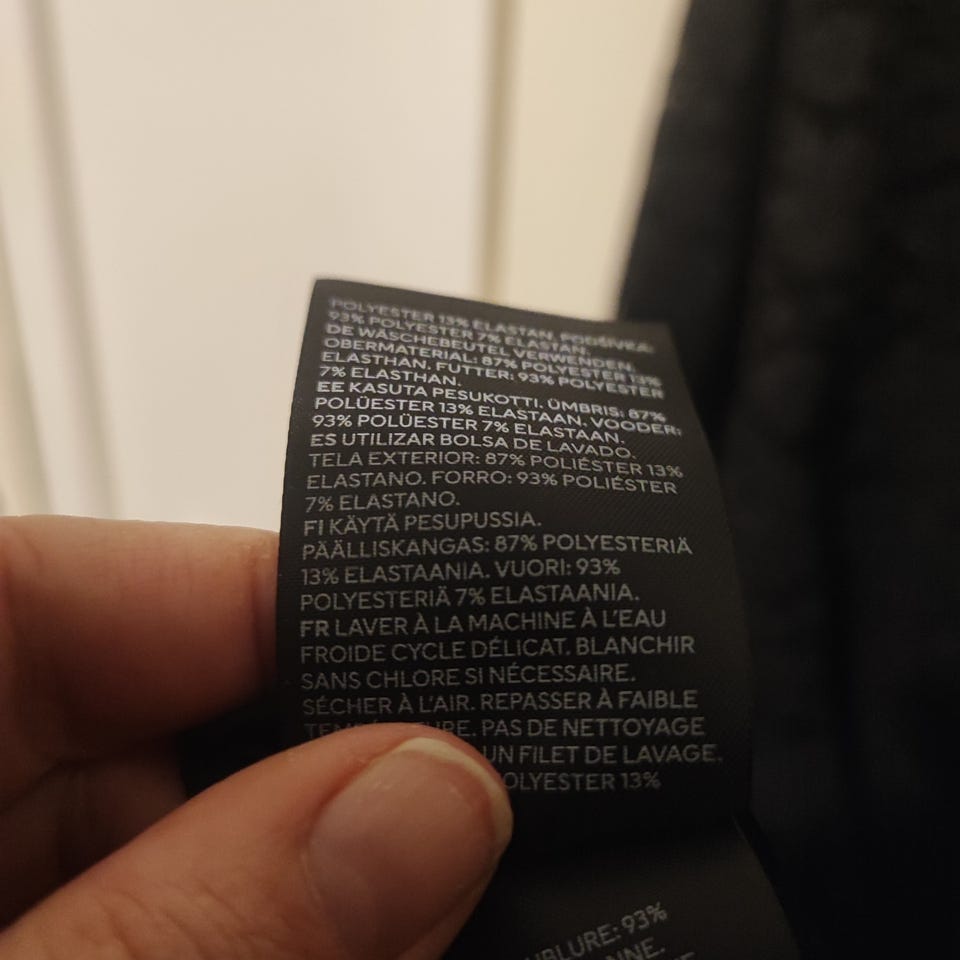 POLYESTER 13% ELASTAN. PODŠÍVKA:
93% POLYESTER 7% ELASTAN.
DE WÄSCHEBEUTEL VERWENDEN.
OBERMATERIAL: 87% POLYESTER 13%
ELASTHAN. FUTTER: 93% POLYESTER
7% ELASTHAN.
EE KASUTA PESUKOTTI. ÜMBRIS: 87%
POLÜESTER 13% ELASTAAN. VOODER:
93% POLÜESTER 7% ELASTAAN.
ES UTILIZAR BOLSA DE LAVADO.
TELA EXTERIOR: 87% POLIÉSTER 13%
ELASTANO. FORRO: 93% POLIÉSTER
7% ELASTANO.
FI KÄYTÄ PESUPUSSIA.
PÄÄLLISKANGAS: 87% POLYESTERIÄ
13% ELASTAANIA. VUORI: 93%
POLYESTERIÄ 7% ELASTAANIA.
FR LAVER À LA MACHINE À L'EAU
FROIDE CYCLE DÉLICAT. BLANCHIR
SANS CHLORE SI NÉCESSAIRE.
SÉCHER À L'AIR. REPASSER À FAIBLE
PAS DE NETTOYAGE
UN FILET DE LAVAGE.
OLYESTER 13%
UBLURE: 93%